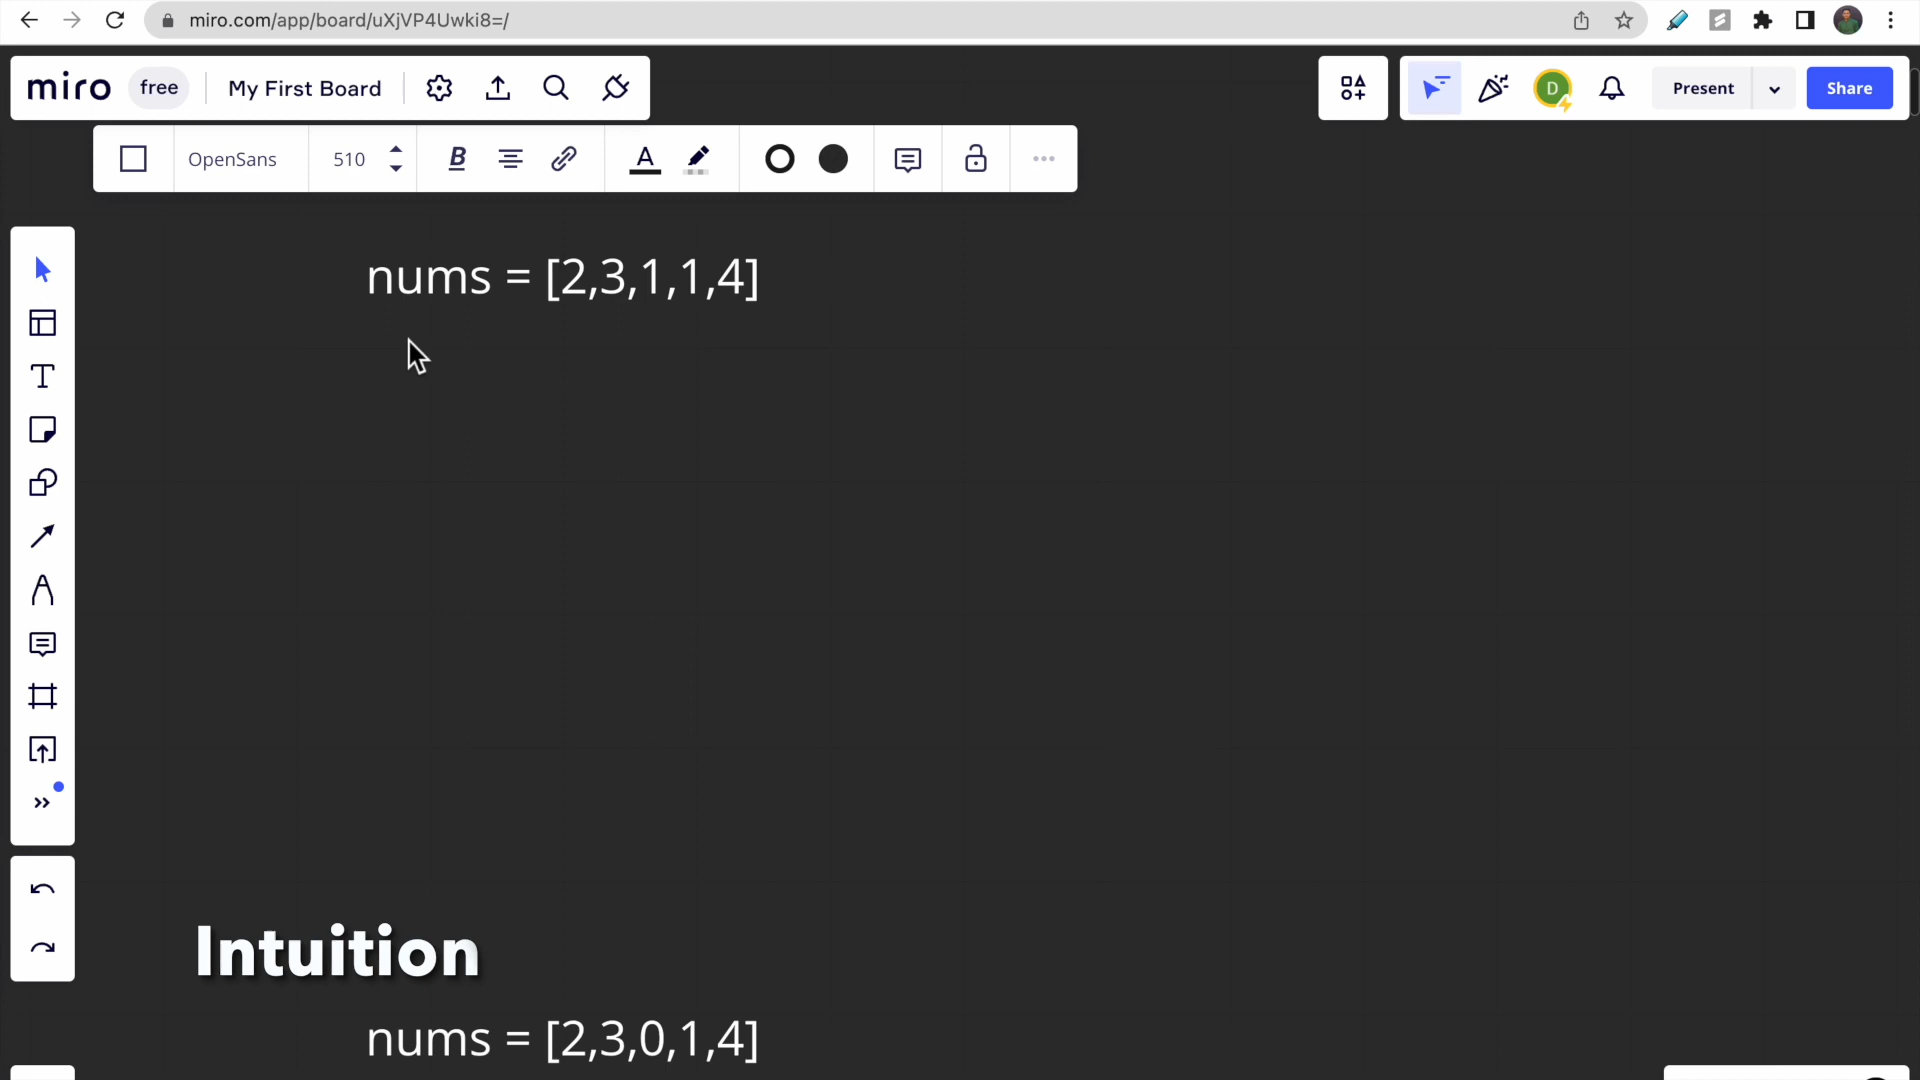 miro.com/app/board/uXjVP4Uwki8=/
miro free My First Board Present Share
D
OpenSans 510 B A
nums = [2,3,1,1,4]
T
Intuition
nums = [2,3,0,1,4]